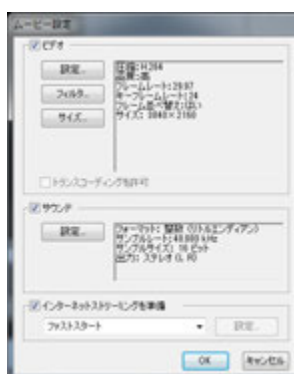 ムービー設定
ビデオ
設定...
フィルタ...
サイズ...
圧縮: H.264
品質: 高
フレームレート: 29.97
キーフレームレート: 24
フレーム並べ替え: はい
サイズ: 3840×2160
トランスコーディングを許可
サウンド
設定...
フォーマット: 整数 (リトルエンディアン)
サンプルレート: 48.000 kHz
サンプルサイズ: 16 ビット
出力: ステレオ (L R)
インターネットストリーミングを準備
ファストスタート
設定...
OK
キャンセル